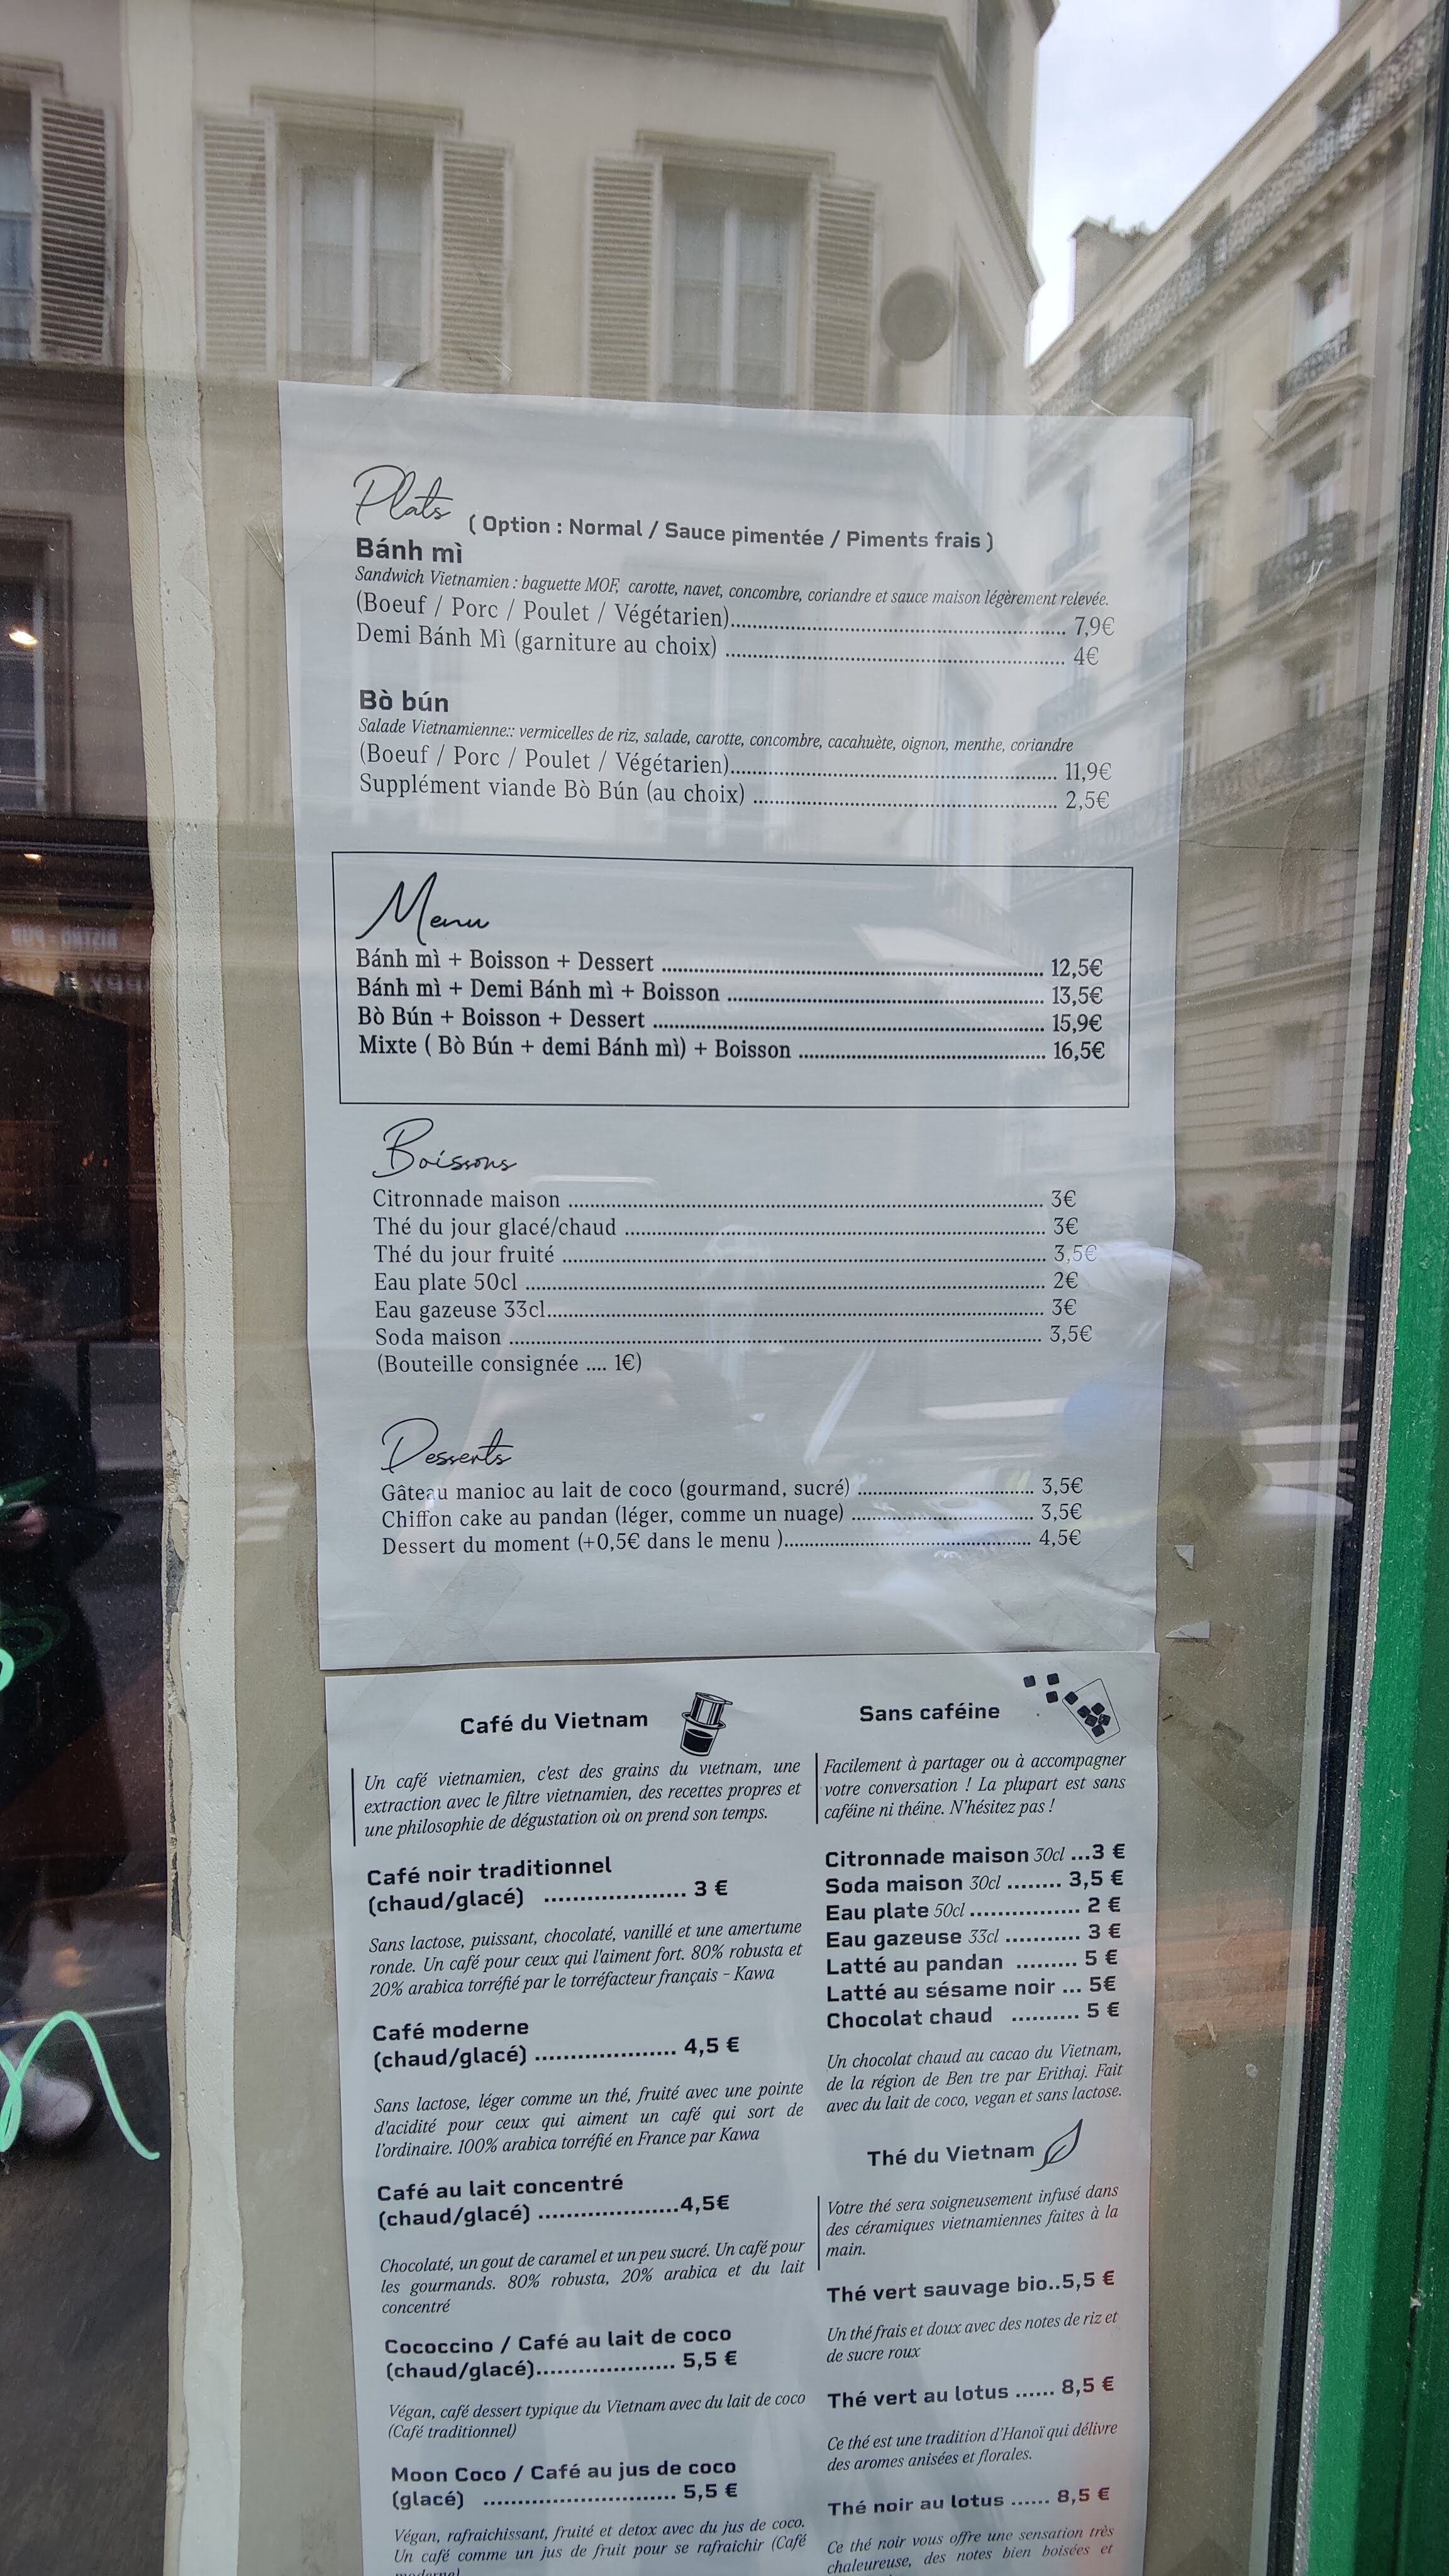 Plats ( Option : Normal / Sauce pimentée / Piments frais )
Bánh mì
Sandwich Vietnamien : baguette MOF, carotte, navet, concombre, coriandre et sauce maison légèrement relevée.
(Boeuf / Porc / Poulet / Végétarien)........ 7,9€
Demi Bánh Mì (garniture au choix) ........ 4€
Bò bún
Salade Vietnamienne:: vermicelles de riz, salade, carotte, concombre, cacahuète, oignon, menthe, coriandre
(Boeuf / Porc / Poulet / Végétarien)........ 11,9€
Supplément viande Bò Bún (au choix) ........ 2,5€
Menu
Bánh mì + Boisson + Dessert ........ 12,5€
Bánh mì + Demi Bánh mì + Boisson ........ 13,5€
Bò Bún + Boisson + Dessert ........ 15,9€
Mixte ( Bò Bún + demi Bánh mì) + Boisson ........ 16,5€
Boissons
Citronnade maison ........ 3€
Thé du jour glacé/chaud ........ 3€
Thé du jour fruité ........ 3,5€
Eau plate 50cl ........ 2€
Eau gazeuse 33cl........ 3€
Soda maison ........ 3,5€
(Bouteille consignée .... 1€)
Desserts
Gâteau manioc au lait de coco (gourmand, sucré) ........ 3,5€
Chiffon cake au pandan (léger, comme un nuage) ........ 3,5€
Dessert du moment (+0,5€ dans le menu )........ 4,5€
Café du Vietnam
Un café vietnamien, c'est des grains du vietnam, une
extraction avec le filtre vietnamien, des recettes propres et
une philosophie de dégustation où on prend son temps.
Café noir traditionnel
(chaud/glacé) ........ 3 €
Sans lactose, puissant, chocolaté, vanillé et une amertume
ronde. Un café pour ceux qui l'aiment fort. 80% robusta et
20% arabica torréfié par le torréfacteur français - Kawa
Café moderne
(chaud/glacé) ........ 4,5 €
Sans lactose, léger comme un thé, fruité avec une pointe
d'acidité pour ceux qui aiment un café qui sort de
l'ordinaire. 100% arabica torréfié en France par Kawa
Café au lait concentré
(chaud/glacé) ........4,5€
Chocolaté, un gout de caramel et un peu sucré. Un café pour
les gourmands. 80% robusta, 20% arabica et du lait
concentré
Cococcino / Café au lait de coco
(chaud/glacé)........ 5,5 €
Végan, café dessert typique du Vietnam avec du lait de coco
(Café traditionnel)
Moon Coco / Café au jus de coco
(glacé) ........ 5,5 €
Végan, rafraichissant, fruité et detox avec du jus de coco.
Un café comme un jus de fruit pour se rafraichir (Café
Sans caféine
Facilement à partager ou à accompagner
votre conversation ! La plupart est sans
caféine ni théine. N'hésitez pas !
Citronnade maison 30cl ...3 €
Soda maison 30cl ........ 3,5 €
Eau plate 50cl ........ 2 €
Eau gazeuse 33cl ........ 3 €
Latté au pandan ........ 5 €
Latté au sésame noir ... 5€
Chocolat chaud ........ 5 €
Un chocolat chaud au cacao du Vietnam,
de la région de Ben tre par Erithaj. Fait
avec du lait de coco, vegan et sans lactose.
Thé du Vietnam
Votre thé sera soigneusement infusé dans
des céramiques vietnamiennes faites à la
main.
Thé vert sauvage bio..5,5 €
Un thé frais et doux avec des notes de riz et
de sucre roux
Thé vert au lotus ...... 8,5 €
Ce thé est une tradition d'Hanoï qui délivre
des aromes anisées et florales.
Thé noir au lotus ...... 8,5 €
Ce thé noir vous offre une sensation très
chaleureuse, des notes bien boisées et